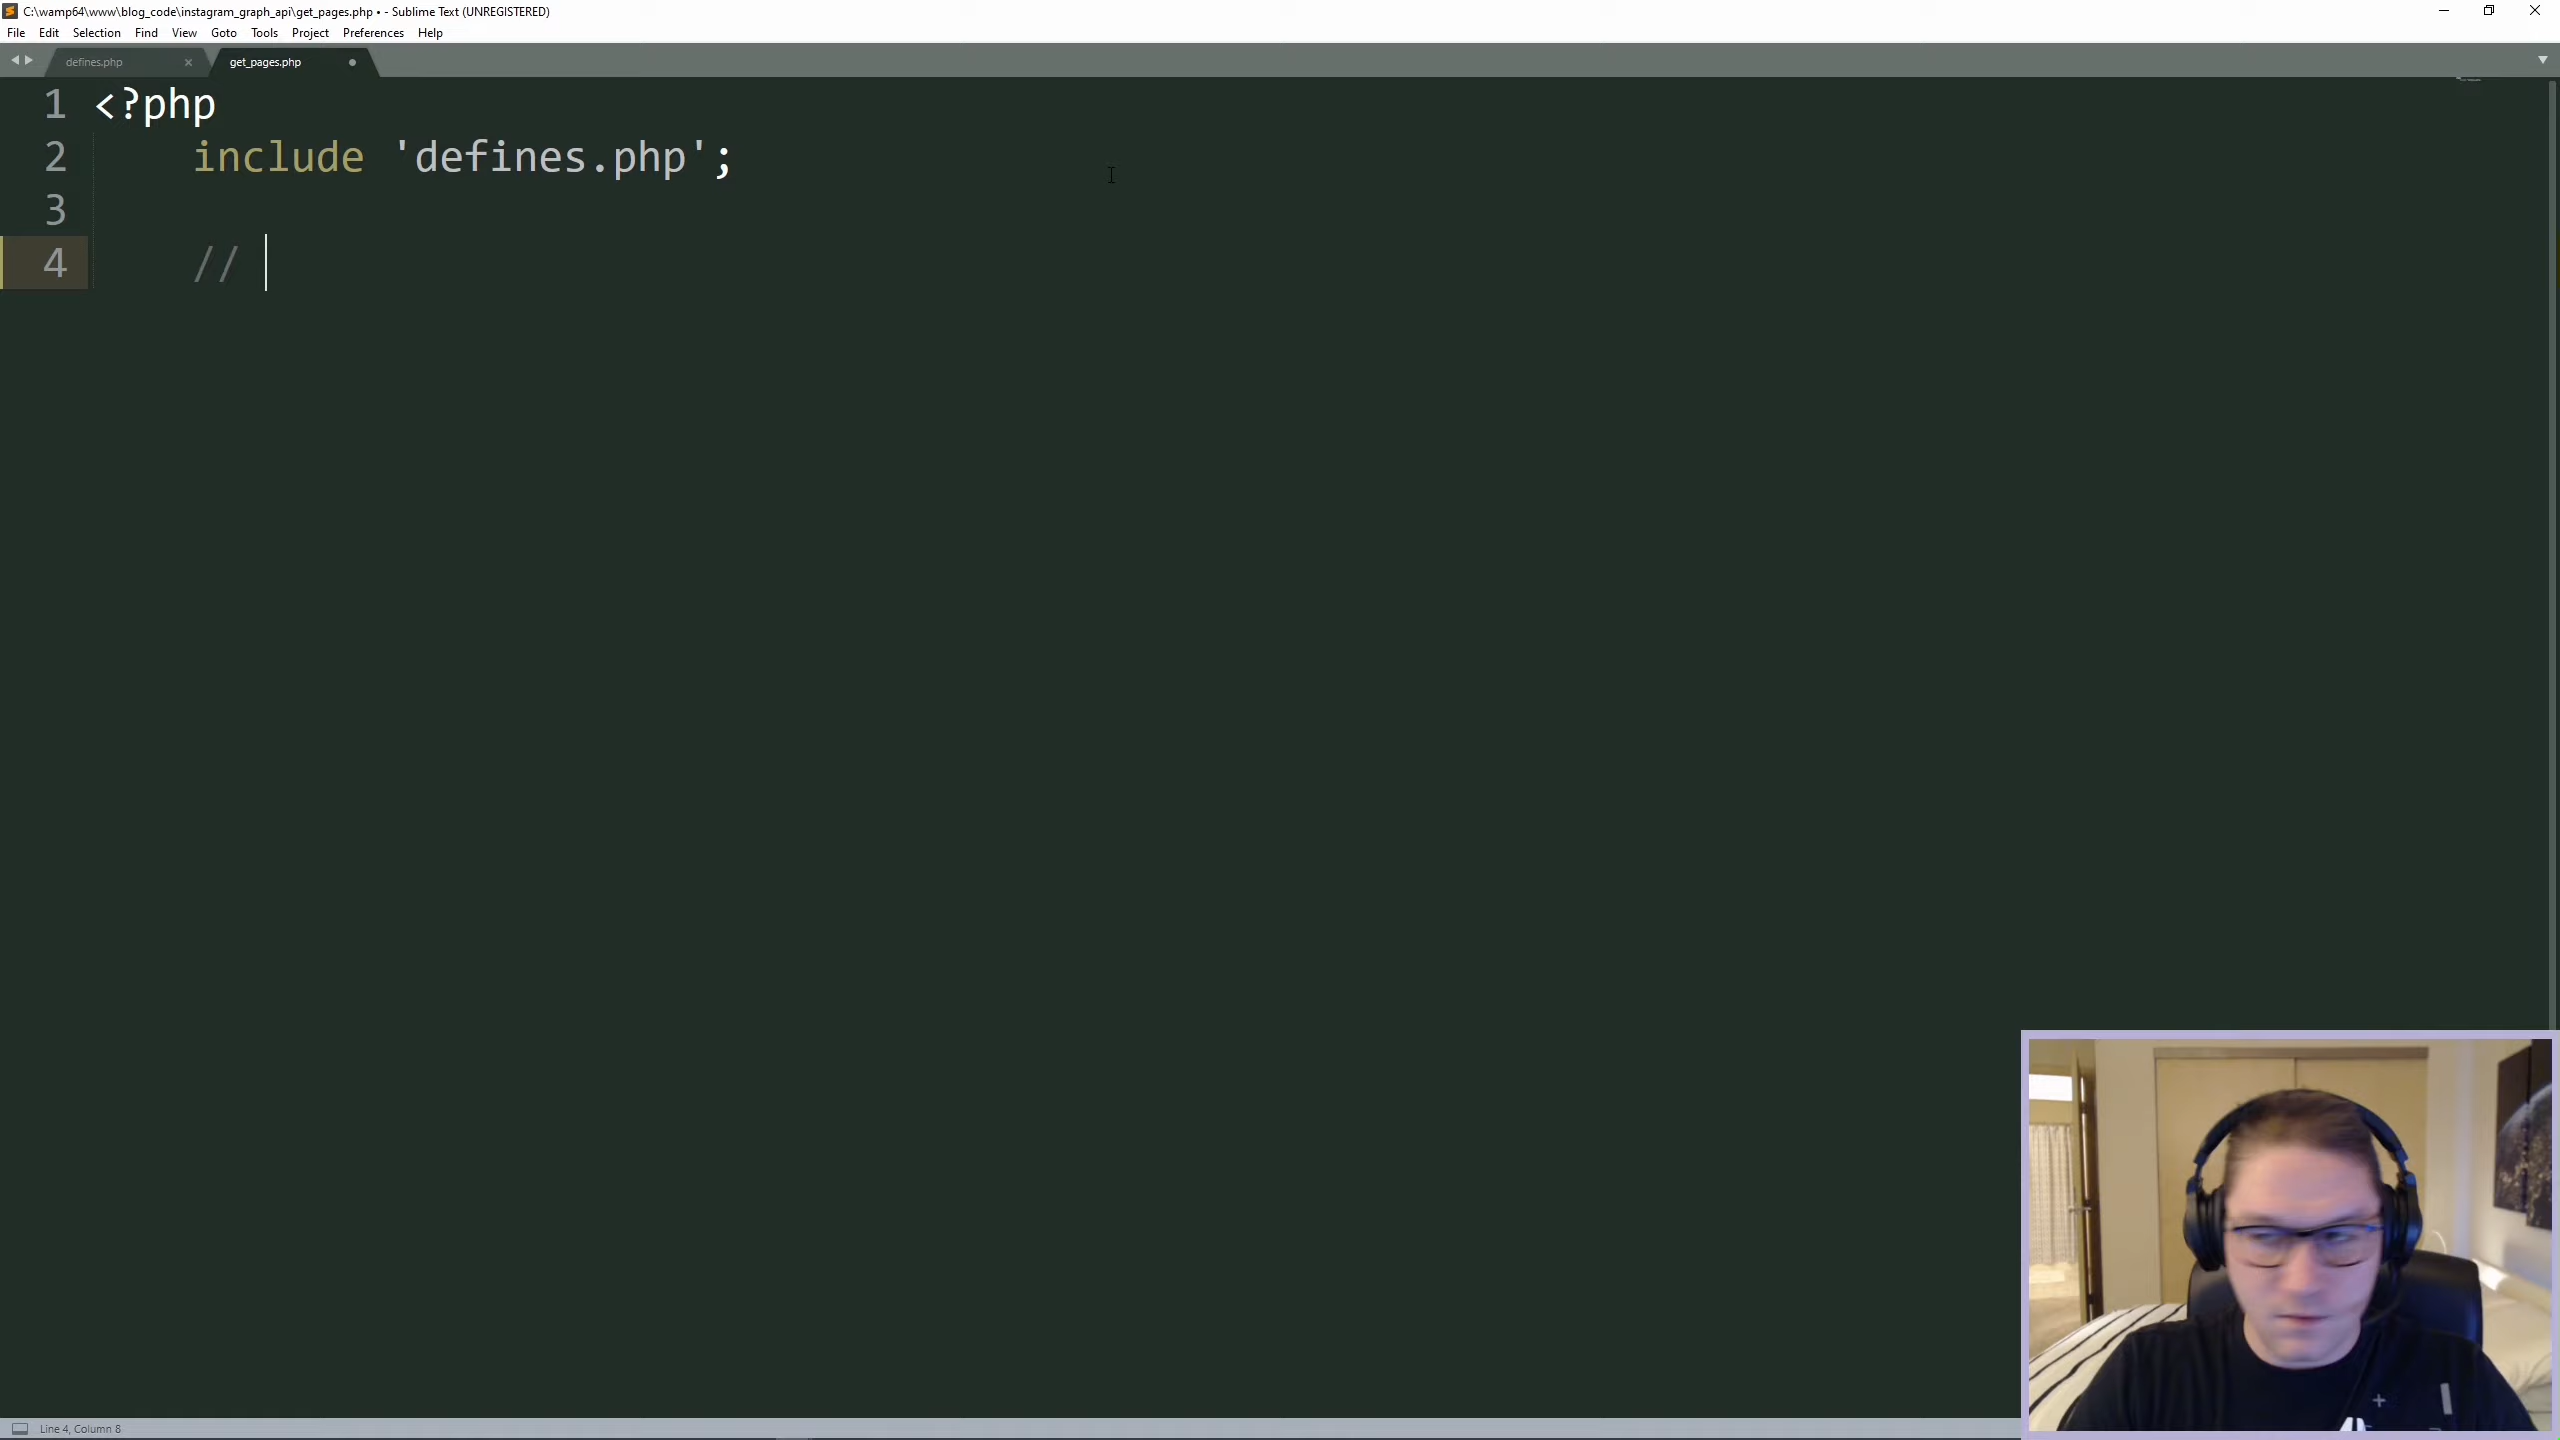 C:\wamp64\www\blog_code\instagram_graph_api\get_pages.php • - Sublime Text (UNREGISTERED)
File Edit Selection Find View Goto Tools Project Preferences Help
defines.php get_pages.php
1 <?php
2 include 'defines.php';
3
4 //
Line 4, Column 8